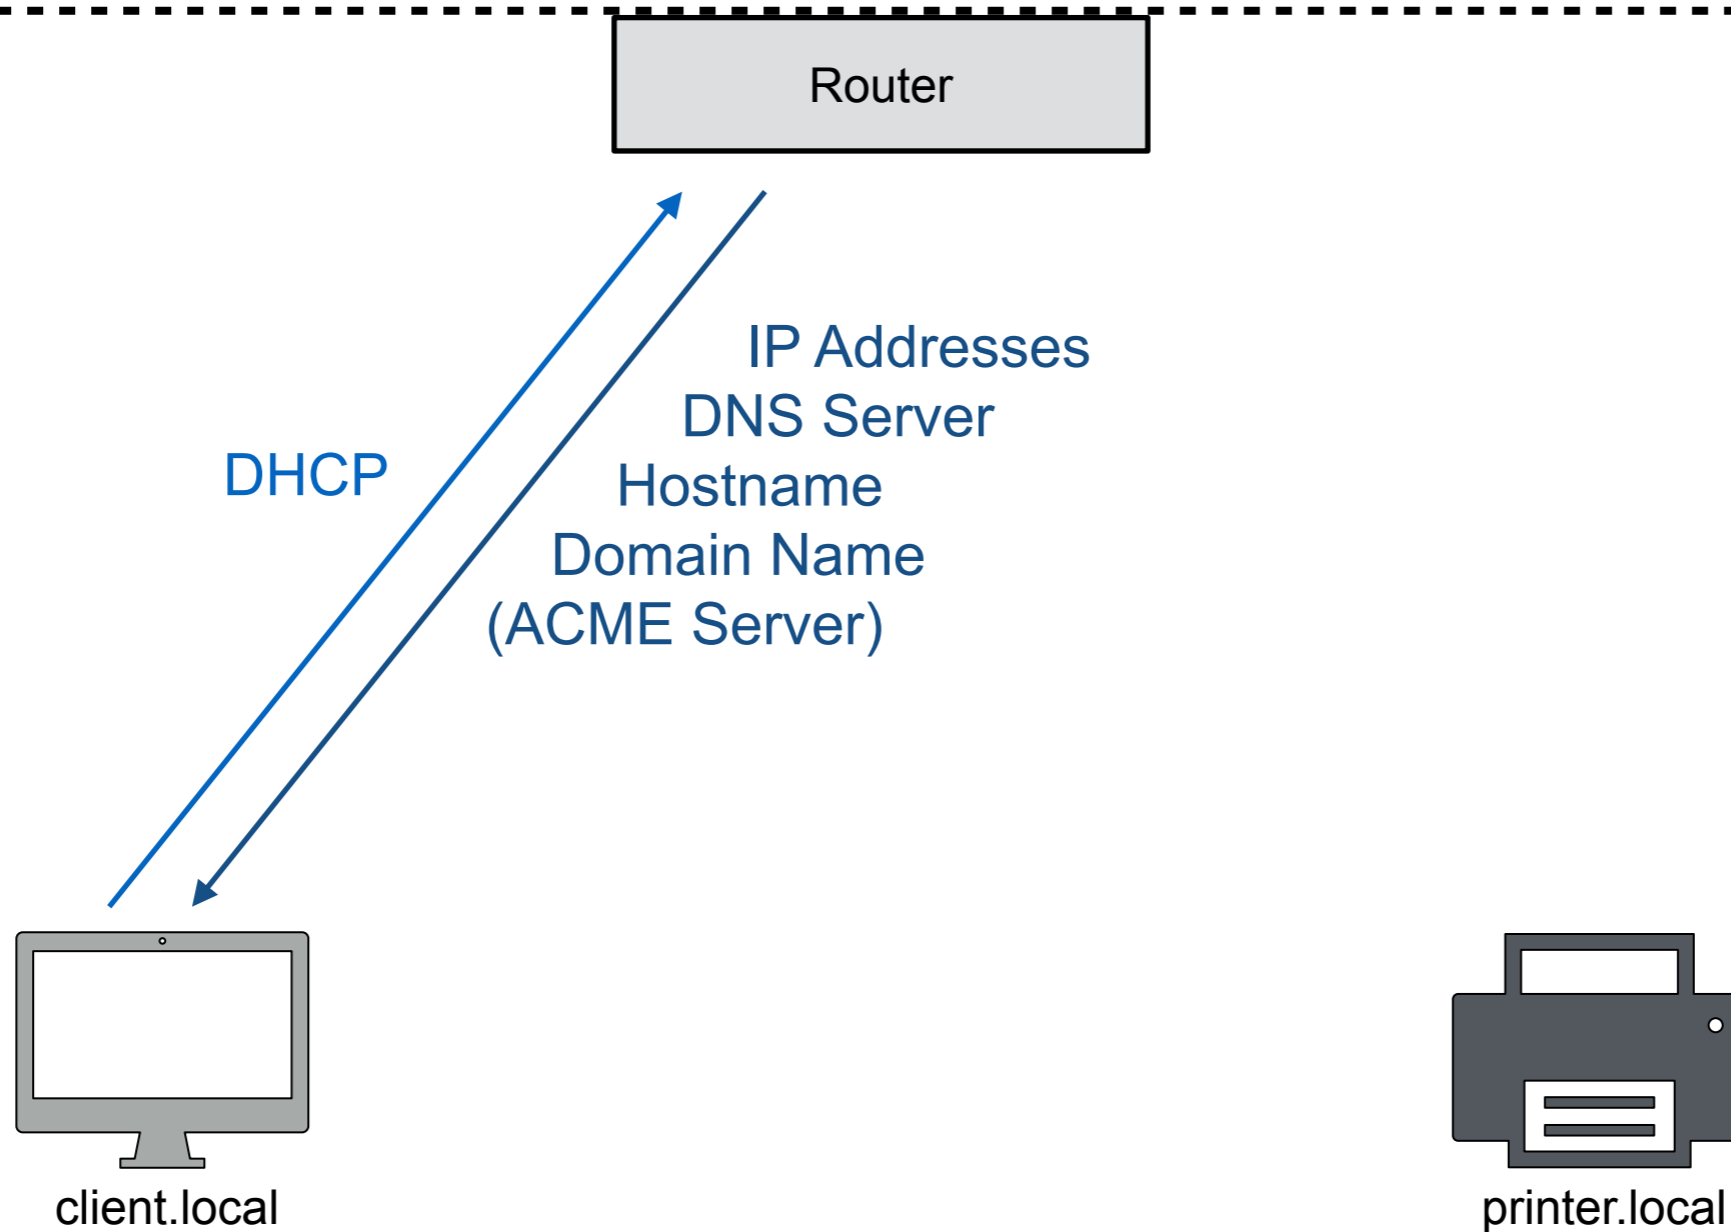 Router
IP Addresses
DNS Server
DHCP
Hostname
Domain Name
(ACME Server)
client.local
printer.local